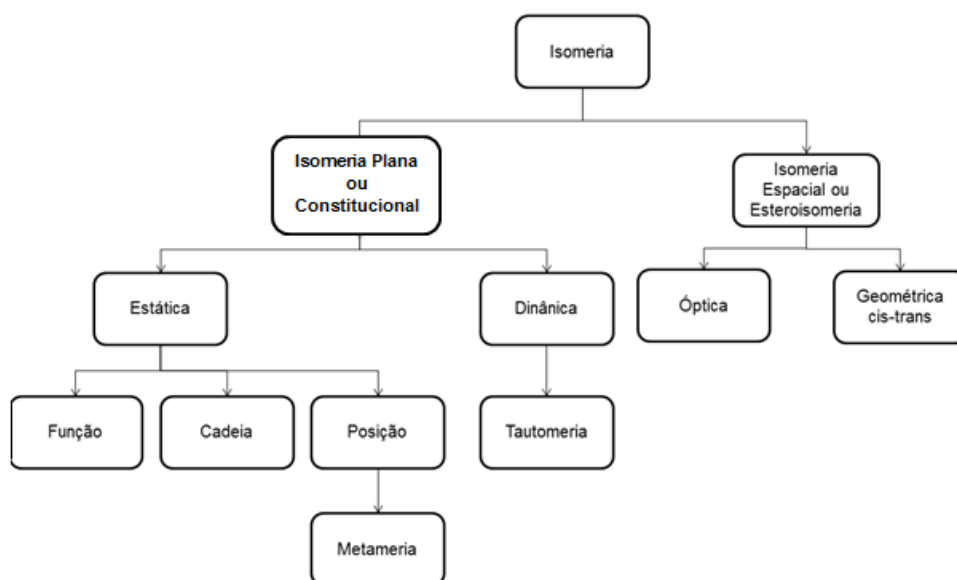 Isomeria
Isomeria Plana
ou
Constitucional
Isomeria
Espacial ou
Esteroisomeria
Estática
Dinânica
Óptica
Geométrica
cis-trans
Função
Cadeia
Posição
Tautomeria
Metameria